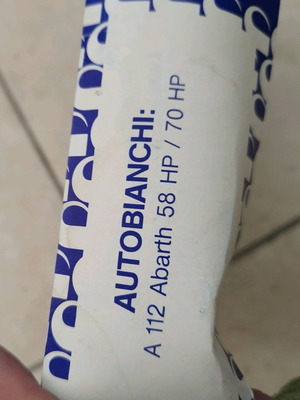 AUTOBIANCHI:
A 112 Abarth 58 HP / 70 HP